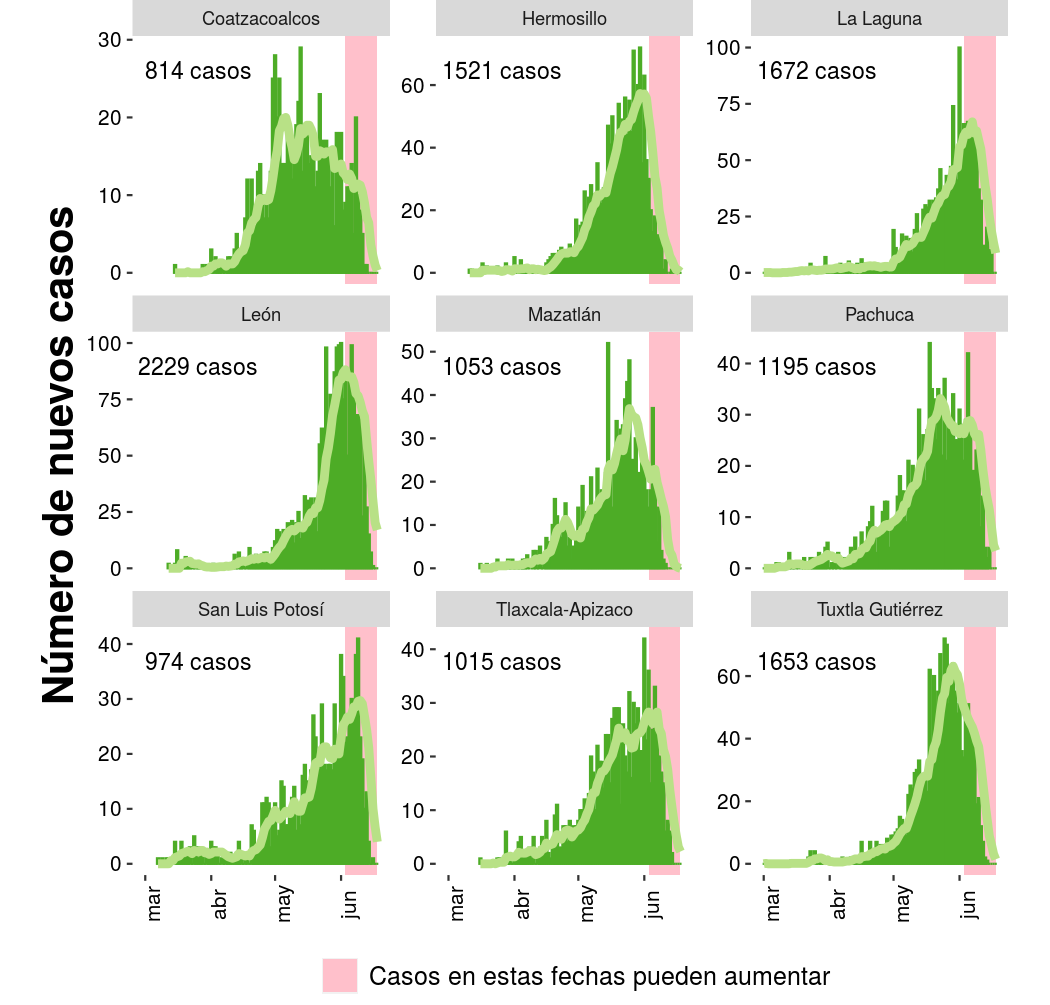 Número de nuevos casos
Coatzacoalcos
814 casos
30
20
10
0
Hermosillo
1521 casos
60
40
20
0
La Laguna
1672 casos
100
75
50
25
0
León
2229 casos
100
75
50
25
0
Mazatlán
1053 casos
50
40
30
20
10
0
Pachuca
1195 casos
40
30
20
10
0
San Luis Potosí
974 casos
40
30
20
10
0
mar abr may jun
Tlaxcala-Apizaco
1015 casos
40
30
20
10
0
mar abr may jun
Tuxtla Gutiérrez
1653 casos
60
40
20
0
mar abr may jun
Casos en estas fechas pueden aumentar